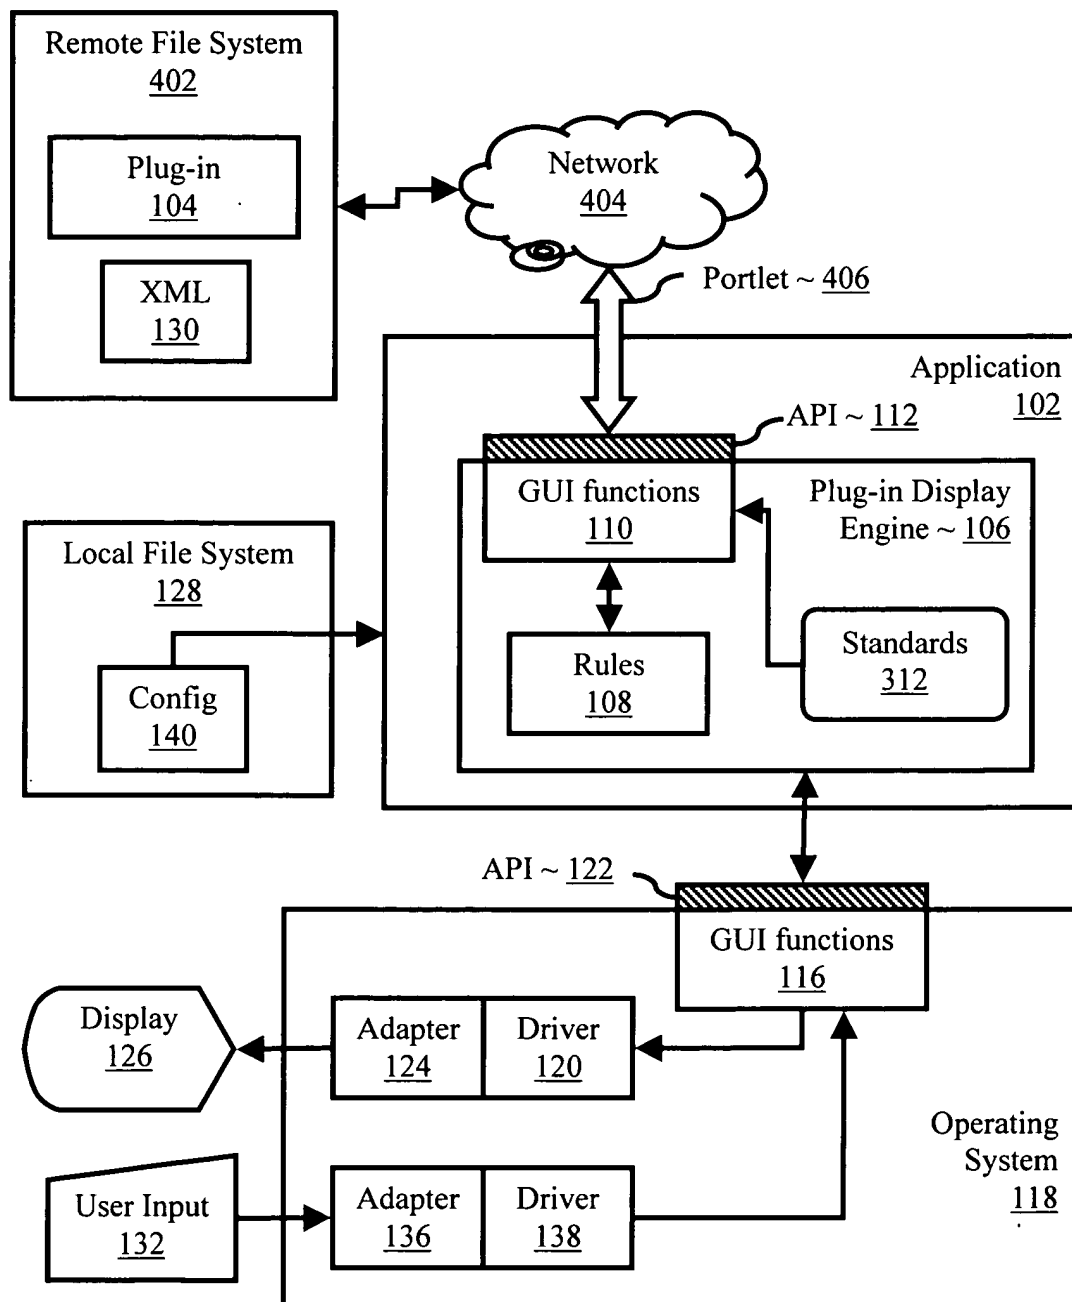 Remote File System
402
Plug-in
104
XML
130
Network
404
Portlet ~ 406
Application
102
API ~ 112
GUI functions
110
Plug-in Display
Engine ~ 106
Rules
108
Standards
312
Local File System
128
Config
140
API ~ 122
GUI functions
116
Display
126
Adapter
124
Driver
120
Operating
System
118
User Input
132
Adapter
136
Driver
138